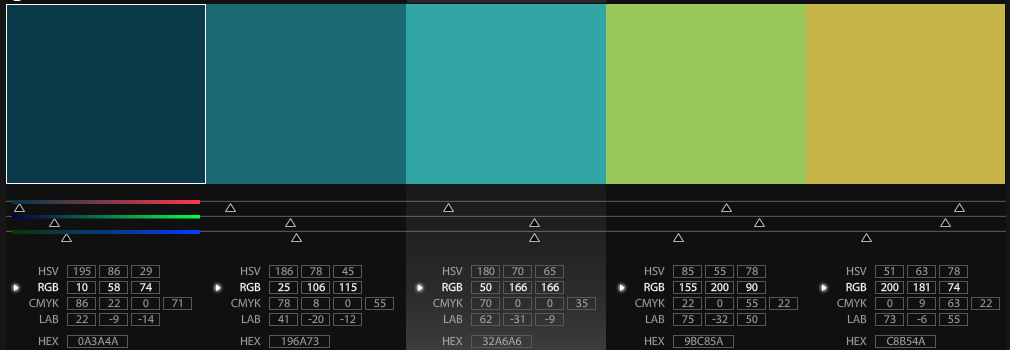 HSV 195 86 29 HSV 186 78 45 HSV 180 70 65 HSV 85 55 78 HSV 51 63 78
RGB 10 58 74 RGB 25 106 115 RGB 50 166 166 RGB 155 200 90 RGB 200 181 74
CMYK 86 22 0 71 CMYK 78 8 0 55 CMYK 70 0 0 35 CMYK 22 0 55 22 CMYK 0 9 63 22
LAB 22 -9 -14 LAB 41 -20 -12 LAB 62 -31 -9 LAB 75 -32 50 LAB 73 -6 55
HEX 0A3A4A HEX 196A73 HEX 32A6A6 HEX 9BC85A HEX C8B54A